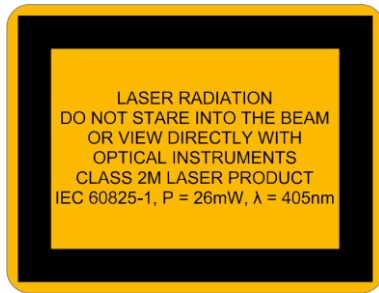 LASER RADIATION
DO NOT STARE INTO THE BEAM
OR VIEW DIRECTLY WITH
OPTICAL INSTRUMENTS
CLASS 2M LASER PRODUCT
IEC 60825-1, P = 26mW, λ = 405nm